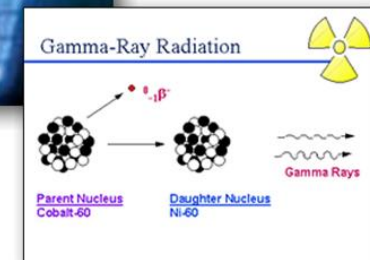 Gamma-Ray Radiation
⁰₋₁β⁻
Gamma Rays
Parent Nucleus
Cobalt-60
Daughter Nucleus
Ni-60